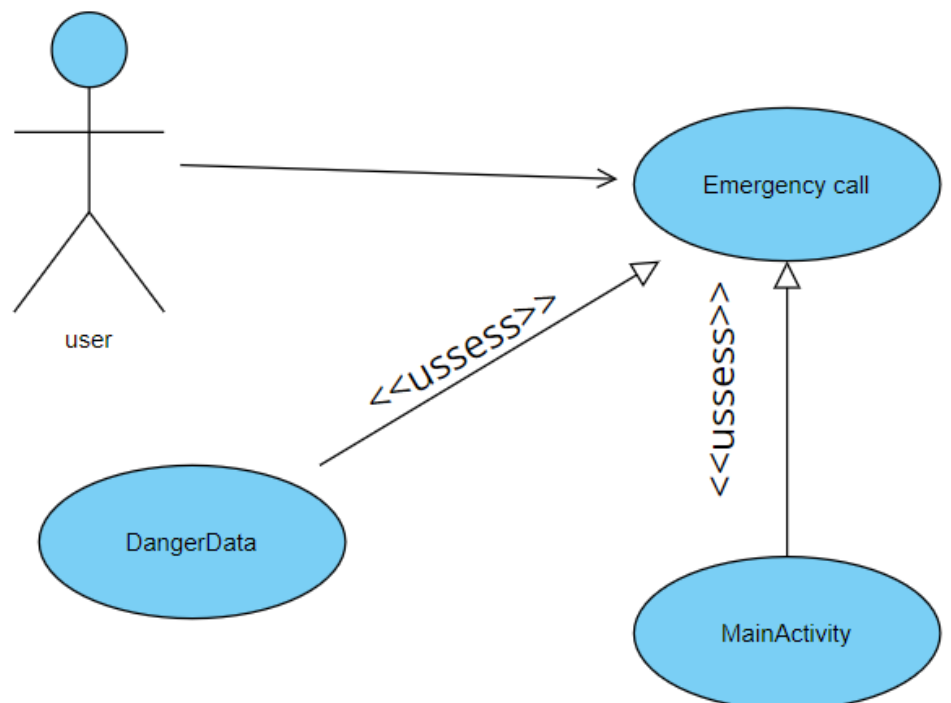 Emergency call
user
<<ussess>>
<<ussess>>
DangerData
MainActivity